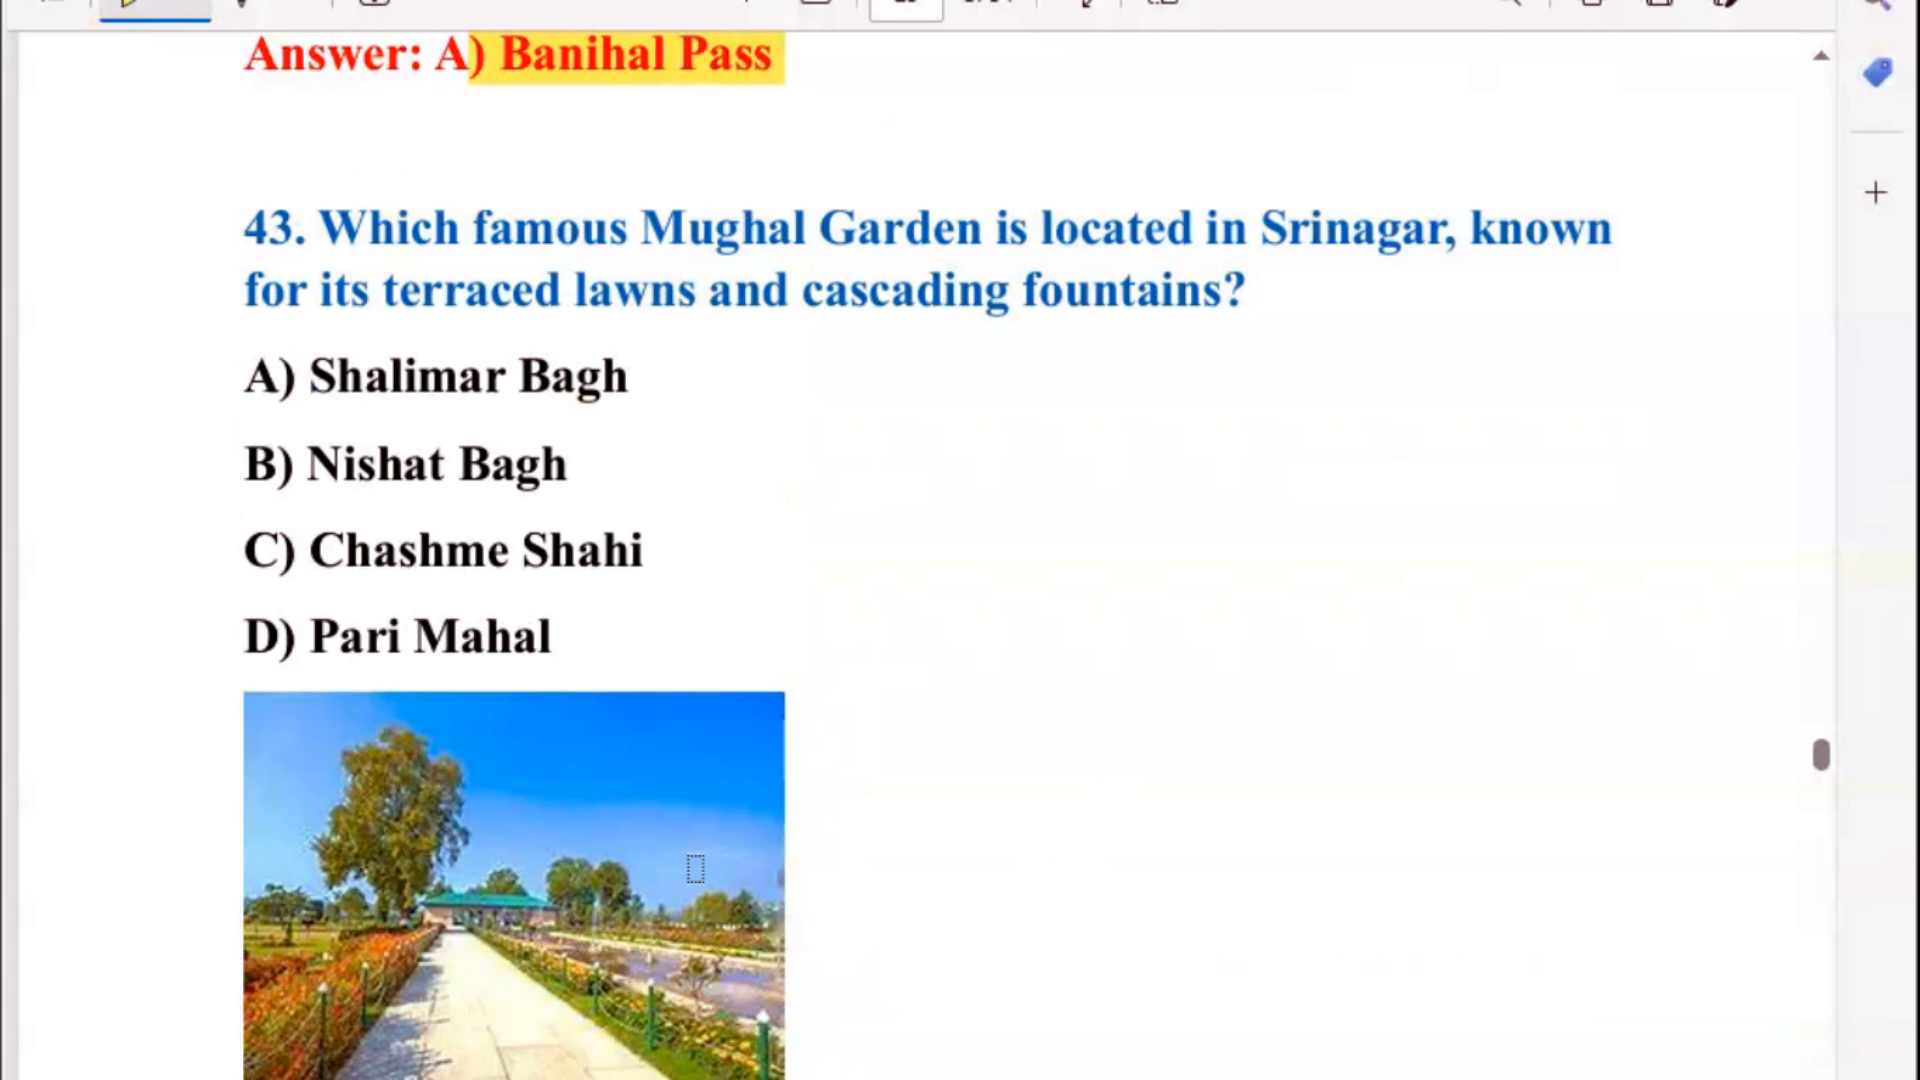 Answer: A) Banihal Pass
43. Which famous Mughal Garden is located in Srinagar, known
for its terraced lawns and cascading fountains?
A) Shalimar Bagh
B) Nishat Bagh
C) Chashme Shahi
D) Pari Mahal